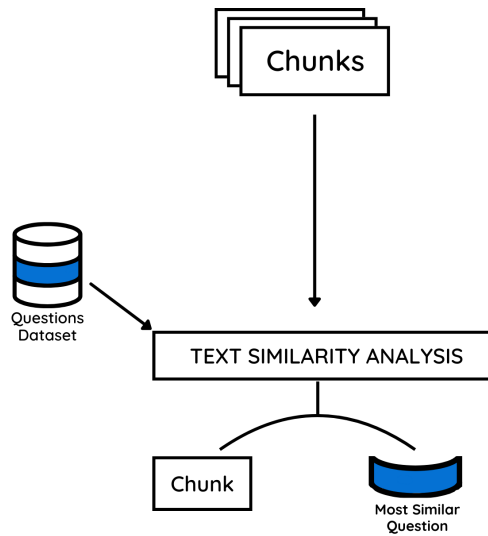 Chunks
Questions
Dataset
TEXT SIMILARITY ANALYSIS
Chunk
Most Similar
Question